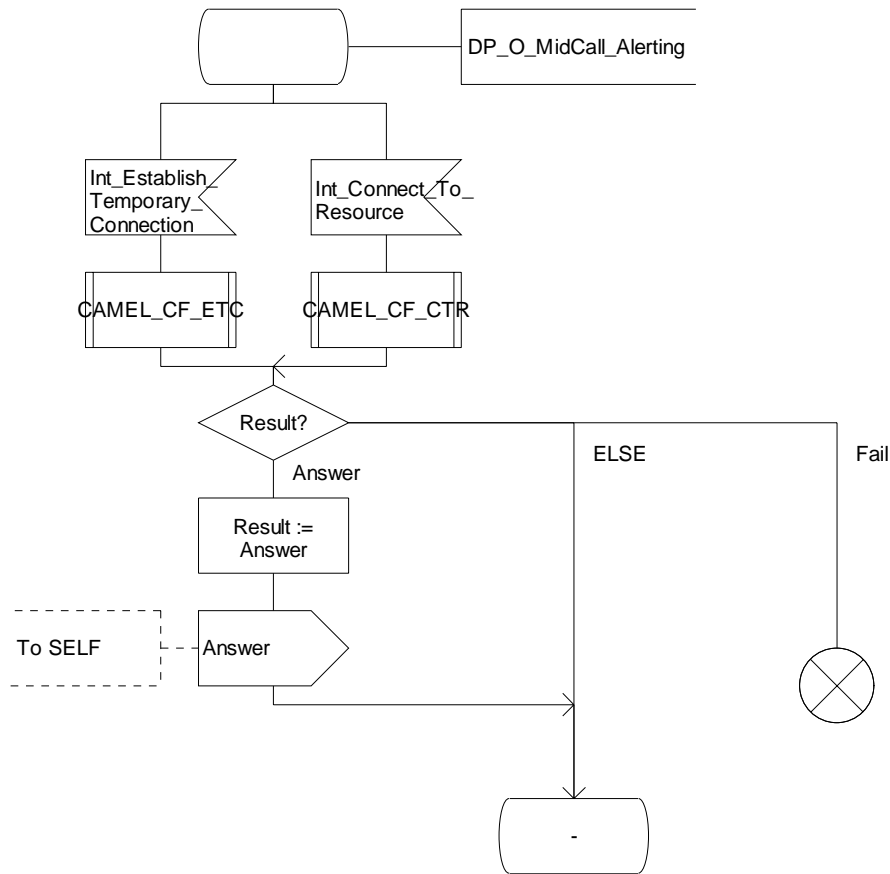 DP_O_MidCall_Alerting
Int_Establish_
Temporary_
Connection
Int_Connect_To_
Resource
CAMEL_CF_ETC
CAMEL_CF_CTR
Result?
ELSE
Fail
Answer
Result :=
Answer
To SELF
Answer
-